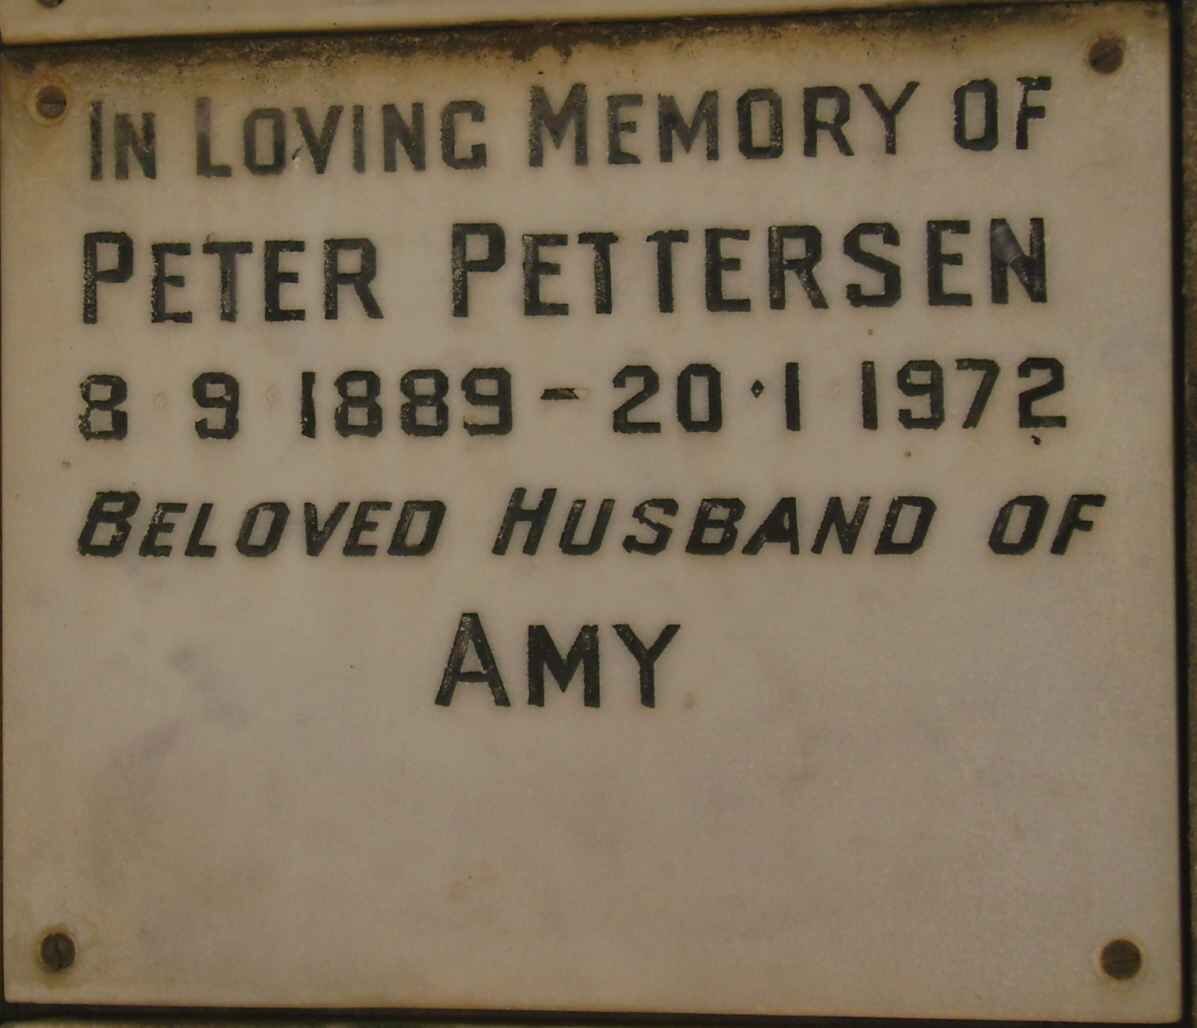 IN LOVING MEMORY OF
PETER PETTERSEN
8 9 1889 - 20·1 1972
BELOVED HUSBAND OF
AMY